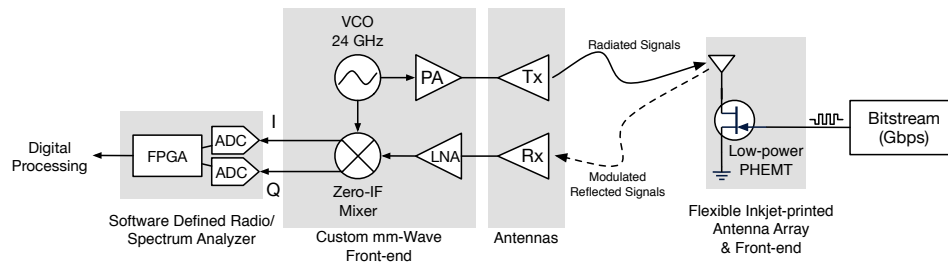 VCO
24 GHz
PA
Tx
Radiated Signals
I
ADC
FPGA
ADC
Q
Digital
Processing
LNA
Rx
Zero-IF
Mixer
Modulated
Reflected Signals
Low-power
PHEMT
Bitstream
(Gbps)
Software Defined Radio/
Spectrum Analyzer
Custom mm-Wave
Front-end
Antennas
Flexible Inkjet-printed
Antenna Array
& Front-end